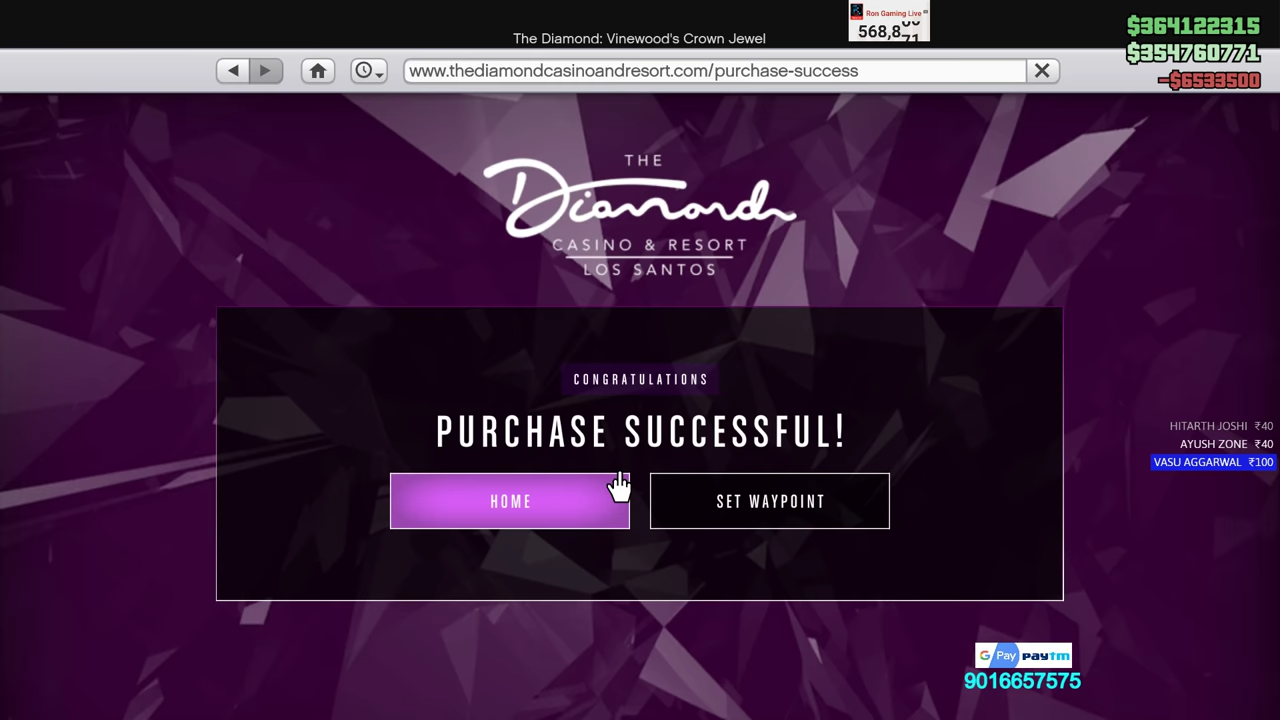 Ron Gaming Live
568,8
The Diamond: Vinewood's Crown Jewel
$364122315
$354760771
-$6533500
www.thediamondcasinoandresort.com/purchase-success
THE
Diamond
CASINO & RESORT
LOS SANTOS
CONGRATULATIONS
PURCHASE SUCCESSFUL!
HOME
SET WAYPOINT
HITARTH JOSHI ₹40
AYUSH ZONE ₹40
VASU AGGARWAL ₹100
G Pay paytm
9016657575